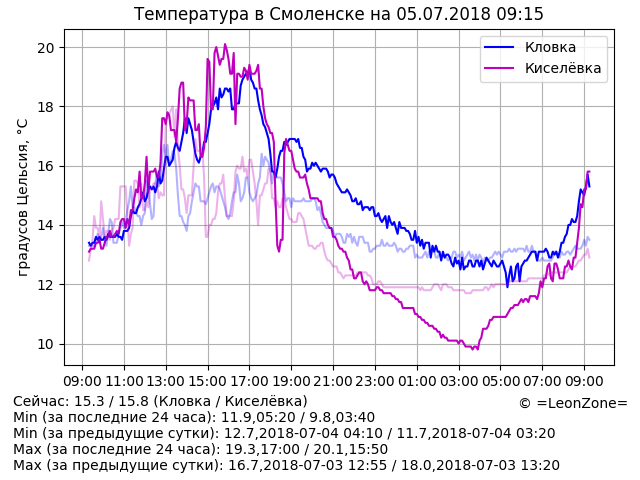 Температура в Смоленске на 05.07.2018 09:15
Кловка
Киселёвка
градусов Цельсия, °C
20
18
16
14
12
10
09:00 11:00 13:00 15:00 17:00 19:00 21:00 23:00 01:00 03:00 05:00 07:00 09:00
Сейчас: 15.3 / 15.8 (Кловка / Киселёвка)
© =LeonZone=
Min (за последние 24 часа): 11.9,05:20 / 9.8,03:40
Min (за предыдущие сутки): 12.7,2018-07-04 04:10 / 11.7,2018-07-04 03:20
Max (за последние 24 часа): 19.3,17:00 / 20.1,15:50
Max (за предыдущие сутки): 16.7,2018-07-03 12:55 / 18.0,2018-07-03 13:20